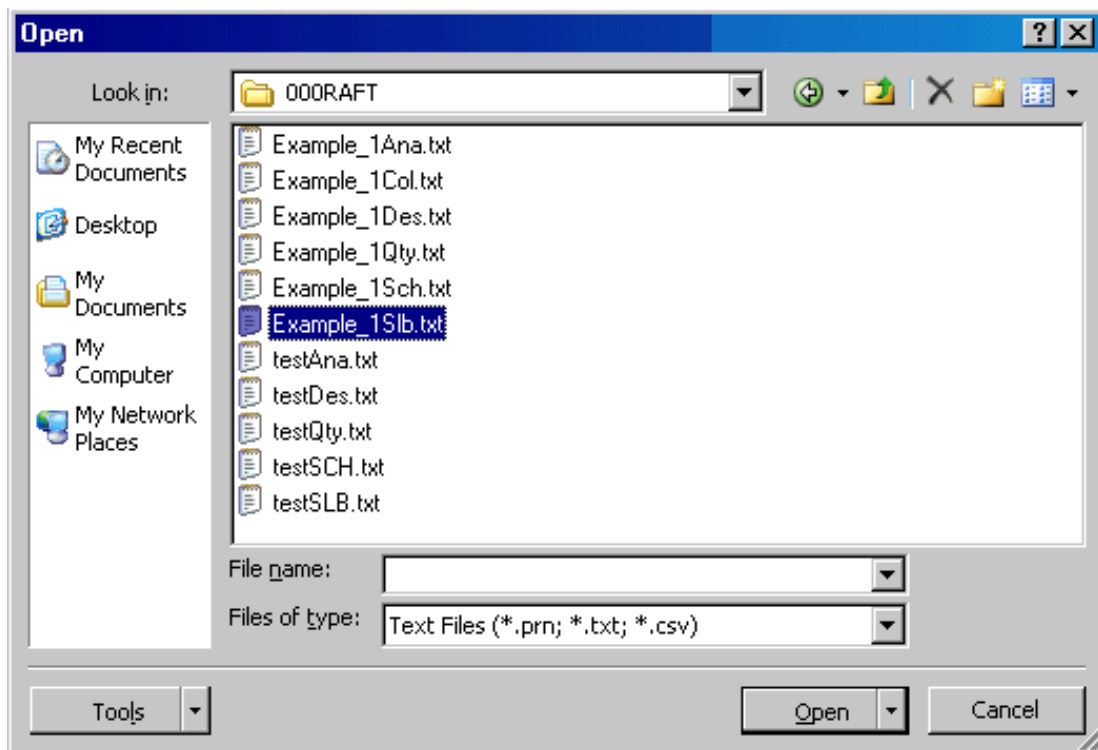 Open
Look in:
000RAFT
My Recent
Documents
Desktop
My
Documents
My
Computer
My Network
Places
Example_1Ana.txt
Example_1Col.txt
Example_1Des.txt
Example_1Qty.txt
Example_1Sch.txt
Example_1Slb.txt
testAna.txt
testDes.txt
testQty.txt
testSCH.txt
testSLB.txt
File name:
Files of type:
Text Files (*.prn; *.txt; *.csv)
Tools
Open
Cancel